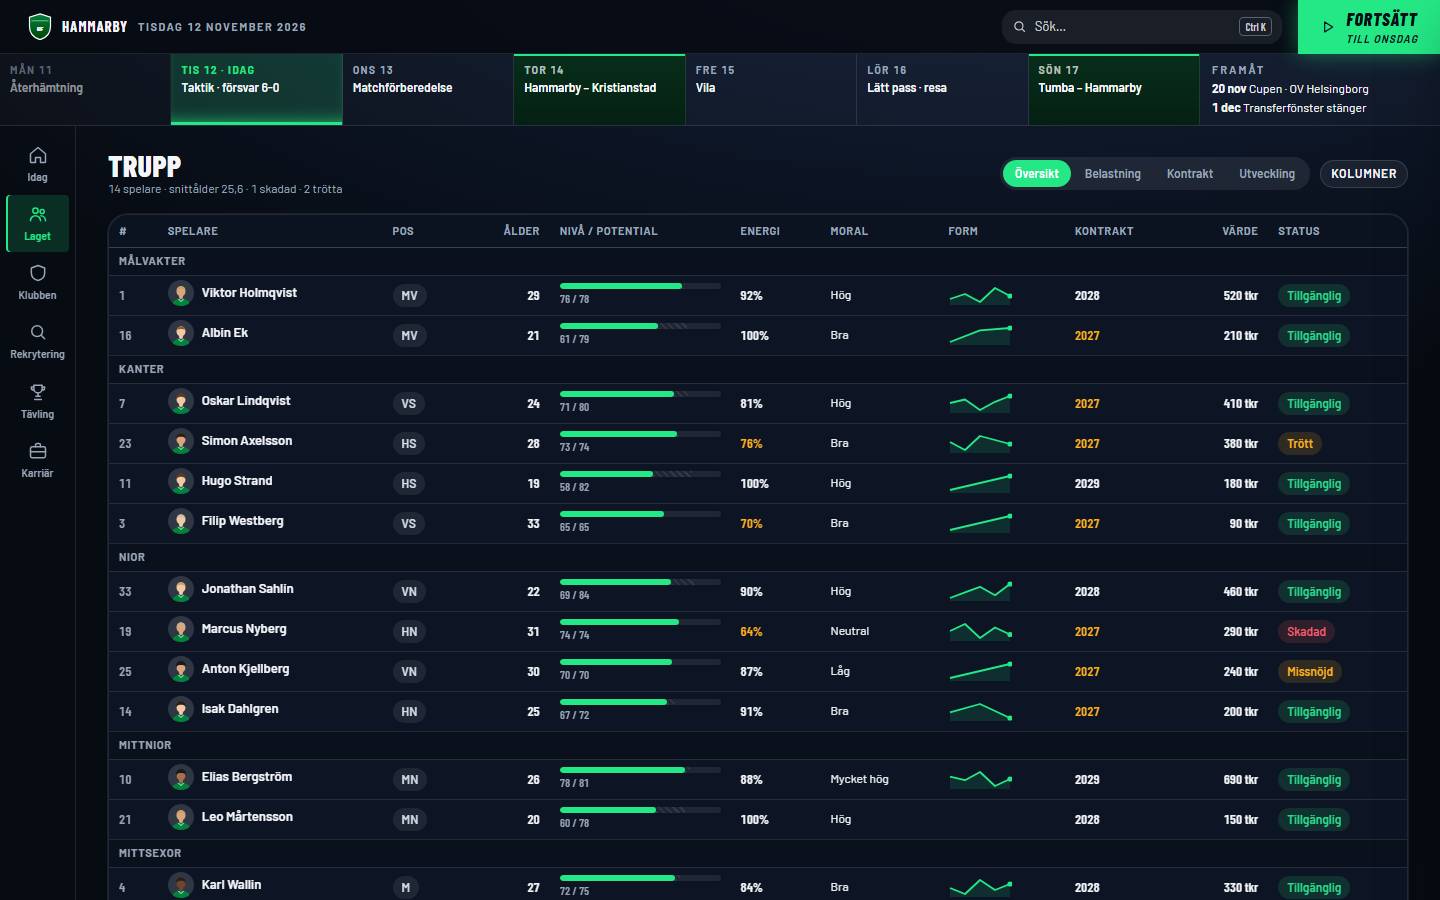 HAMMARBY TISDAG 12 NOVEMBER 2026
Sök... Ctrl K
FORTSÄTT
TILL ONSDAG
MÅN 11
Återhämtning
TIS 12 · IDAG
Taktik · försvar 6-0
ONS 13
Matchförberedelse
TOR 14
Hammarby – Kristianstad
FRE 15
Vila
LÖR 16
Lätt pass · resa
SÖN 17
Tumba – Hammarby
FRAMÅT
20 nov Cupen · OV Helsingborg
1 dec Transferfönster stänger
Idag
Laget
Klubben
Rekrytering
Tävling
Karriär
TRUPP
14 spelare · snittålder 25,6 · 1 skadad · 2 trötta
Översikt Belastning Kontrakt Utveckling KOLUMNER
# SPELARE POS ÅLDER NIVÅ / POTENTIAL ENERGI MORAL FORM KONTRAKT VÄRDE STATUS
MÅLVAKTER
1 Viktor Holmqvist MV 29 76 / 78 92% Hög 2028 520 tkr Tillgänglig
16 Albin Ek MV 21 61 / 79 100% Bra 2027 210 tkr Tillgänglig
KANTER
7 Oskar Lindqvist VS 24 71 / 80 81% Hög 2027 410 tkr Tillgänglig
23 Simon Axelsson HS 28 73 / 74 76% Bra 2027 380 tkr Trött
11 Hugo Strand HS 19 58 / 82 100% Hög 2029 180 tkr Tillgänglig
3 Filip Westberg VS 33 65 / 65 70% Bra 2027 90 tkr Tillgänglig
NIOR
33 Jonathan Sahlin VN 22 69 / 84 90% Hög 2028 460 tkr Tillgänglig
19 Marcus Nyberg HN 31 74 / 74 64% Neutral 2027 290 tkr Skadad
25 Anton Kjellberg VN 30 70 / 70 87% Låg 2027 240 tkr Missnöjd
14 Isak Dahlgren HN 25 67 / 72 91% Bra 2027 200 tkr Tillgänglig
MITTNIOR
10 Elias Bergström MN 26 78 / 81 88% Mycket hög 2029 690 tkr Tillgänglig
21 Leo Mårtensson MN 20 60 / 78 100% Hög 2028 150 tkr Tillgänglig
MITTSEXOR
4 Karl Wallin M 27 72 / 75 84% Bra 2028 330 tkr Tillgänglig